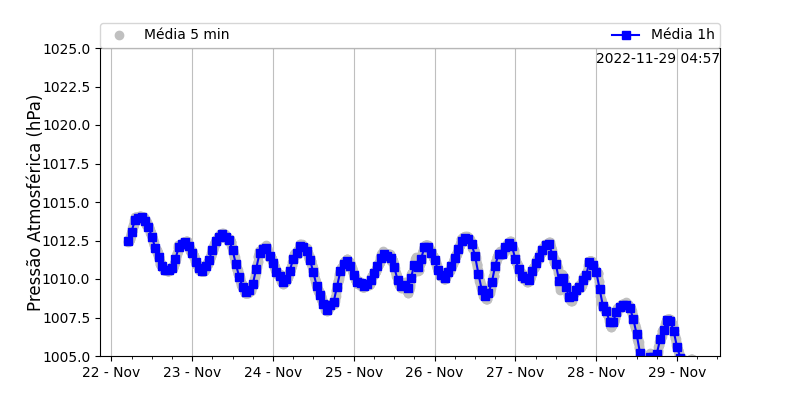 Média 5 min
Média 1h
2022-11-29 04:57
Pressão Atmosférica (hPa)
1025.0
1022.5
1020.0
1017.5
1015.0
1012.5
1010.0
1007.5
1005.0
22 - Nov
23 - Nov
24 - Nov
25 - Nov
26 - Nov
27 - Nov
28 - Nov
29 - Nov